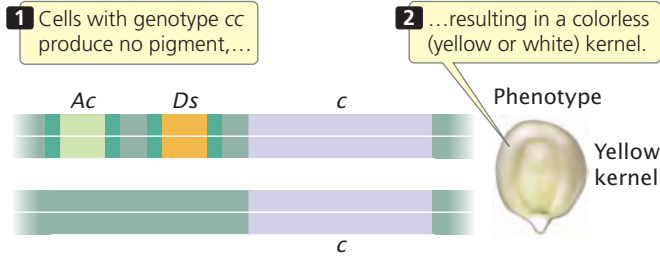 1 Cells with genotype cc
produce no pigment,…
2 …resulting in a colorless
(yellow or white) kernel.
Ac Ds c
Phenotype
Yellow
kernel
c